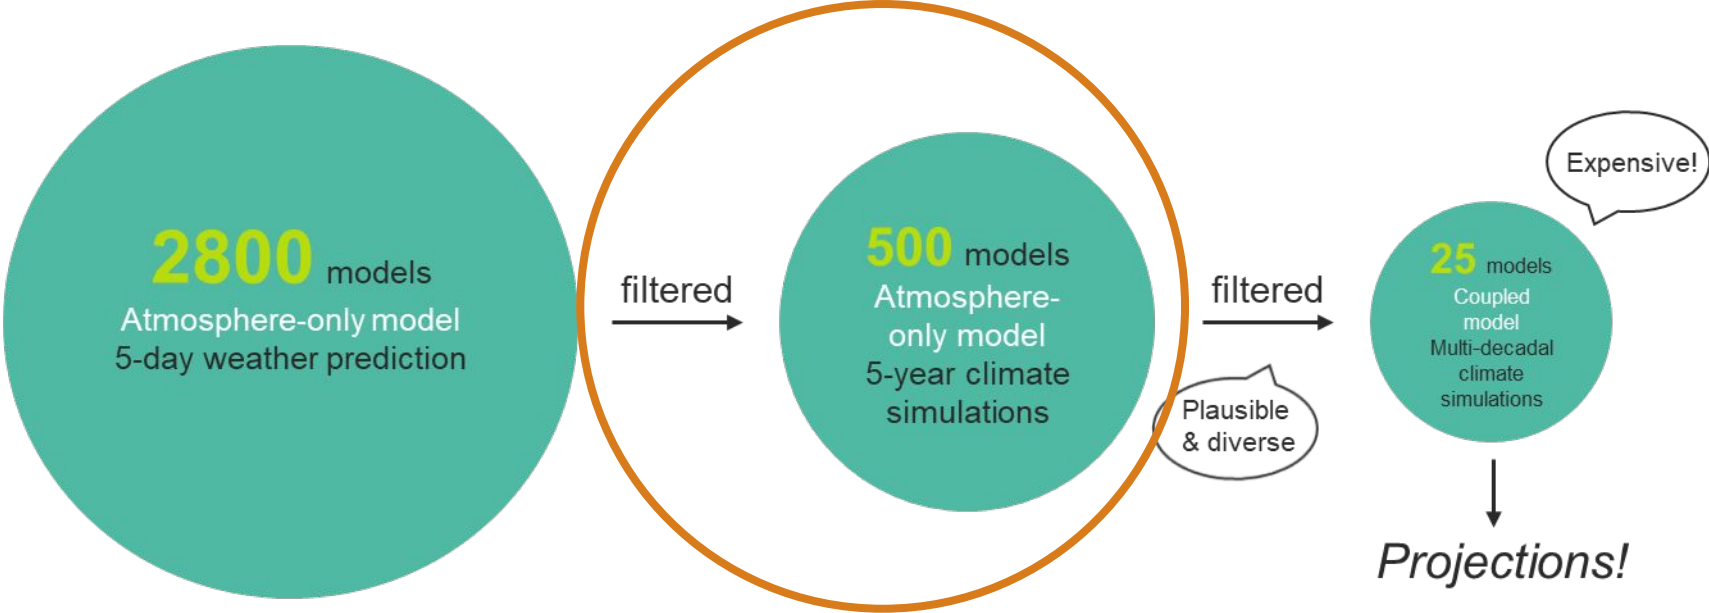 2800 models
Atmosphere-only model
5-day weather prediction
filtered
500 models
Atmosphere-
only model
5-year climate
simulations
filtered
Plausible
& diverse
Expensive!
25 models
Coupled
model
Multi-decadal
climate
simulations
Projections!